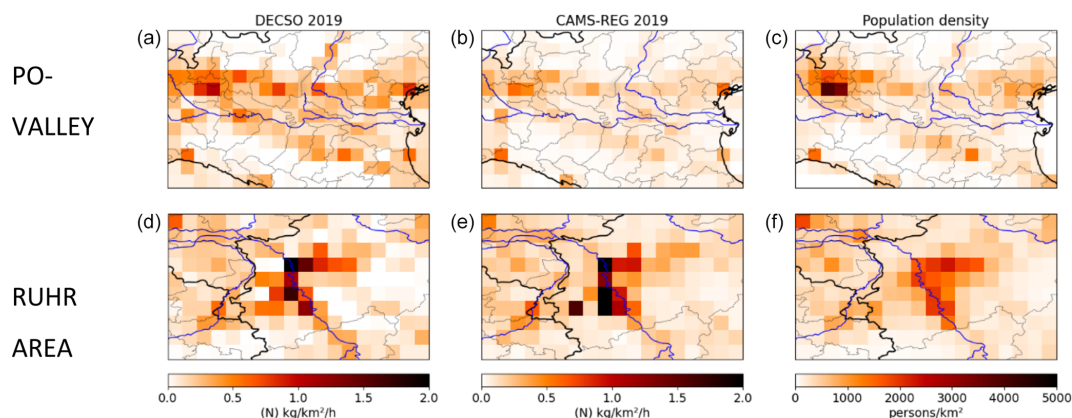 DECSO 2019
CAMS-REG 2019
Population density
(a)
(b)
(c)
PO-
VALLEY
(d)
(e)
(f)
RUHR
AREA
0.0 0.5 1.0 1.5 2.0
0.0 0.5 1.0 1.5 2.0
0 1000 2000 3000 4000 5000
(N) kg/km²/h
(N) kg/km²/h
persons/km²